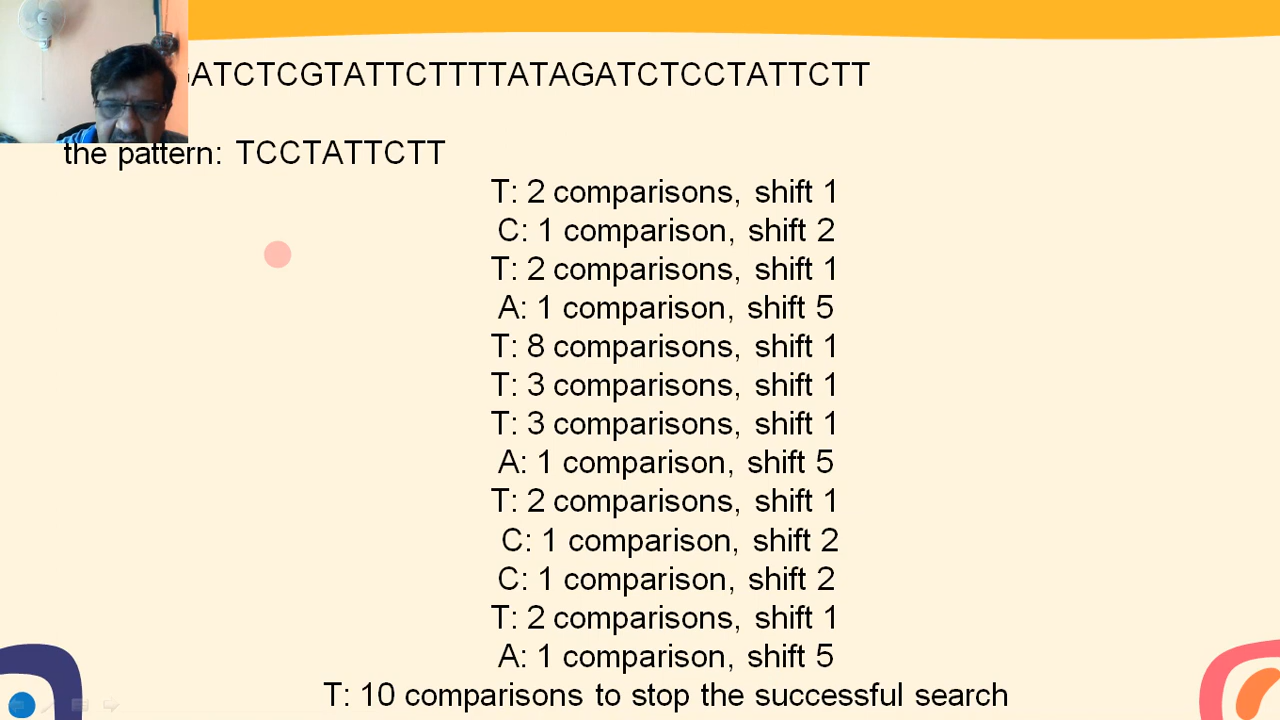 GATCTCGTATTCTTTTATAGATCTCCTATTCTT
the pattern: TCCTATTCTT
T: 2 comparisons, shift 1
C: 1 comparison, shift 2
T: 2 comparisons, shift 1
A: 1 comparison, shift 5
T: 8 comparisons, shift 1
T: 3 comparisons, shift 1
T: 3 comparisons, shift 1
A: 1 comparison, shift 5
T: 2 comparisons, shift 1
C: 1 comparison, shift 2
C: 1 comparison, shift 2
T: 2 comparisons, shift 1
A: 1 comparison, shift 5
T: 10 comparisons to stop the successful search